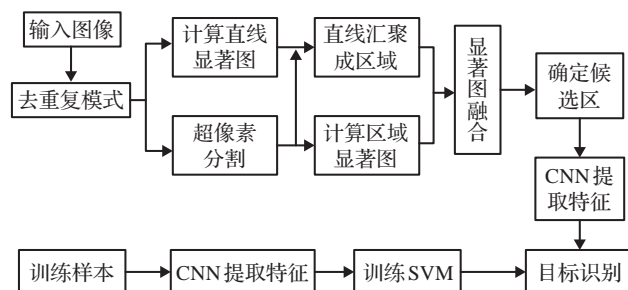 输入图像
去重复模式
计算直线
显著图
超像素
分割
直线汇聚
成区域
计算区域
显著图
显著图融合
确定候
选区
CNN提
取特征
训练样本
CNN提取特征
训练SVM
目标识别